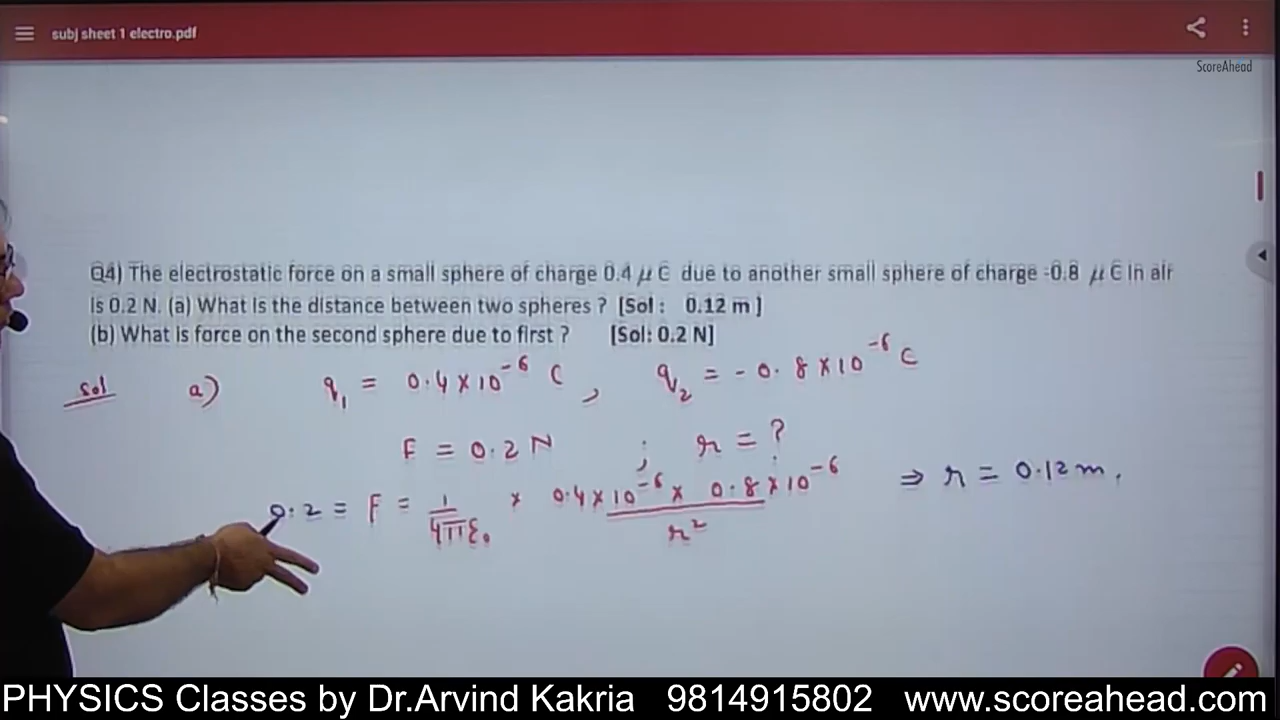 subj sheet 1 electro.pdf
ScoreAhead
Q4) The electrostatic force on a small sphere of charge 0.4 μ C due to another small sphere of charge -0.8 μ C in air
is 0.2 N. (a) What is the distance between two spheres ? [Sol : 0.12 m ]
(b) What is force on the second sphere due to first ? [Sol: 0.2 N]
Sol a) q₁ = 0.4 × 10⁻⁶ C , q₂ = - 0.8 × 10⁻⁶ C
F = 0.2 N ; r = ?
0.2 = F = 1/4πε₀ × 0.4 × 10⁻⁶ × 0.8 × 10⁻⁶ / r² ⇒ r = 0.12 m.
PHYSICS Classes by Dr.Arvind Kakria 9814915802 www.scoreahead.com